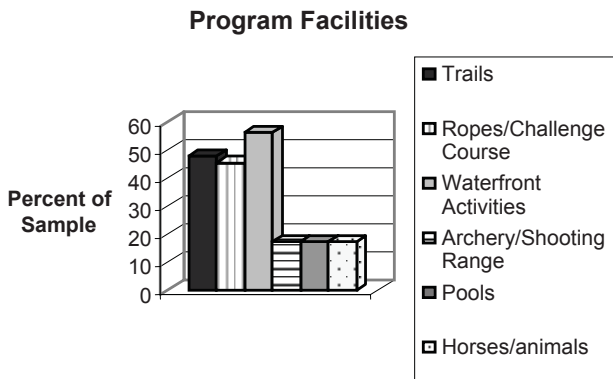 Program Facilities
60
50
40
30
20
10
0
Percent of
Sample
Trails
Ropes/Challenge
Course
Waterfront
Activities
Archery/Shooting
Range
Pools
Horses/animals